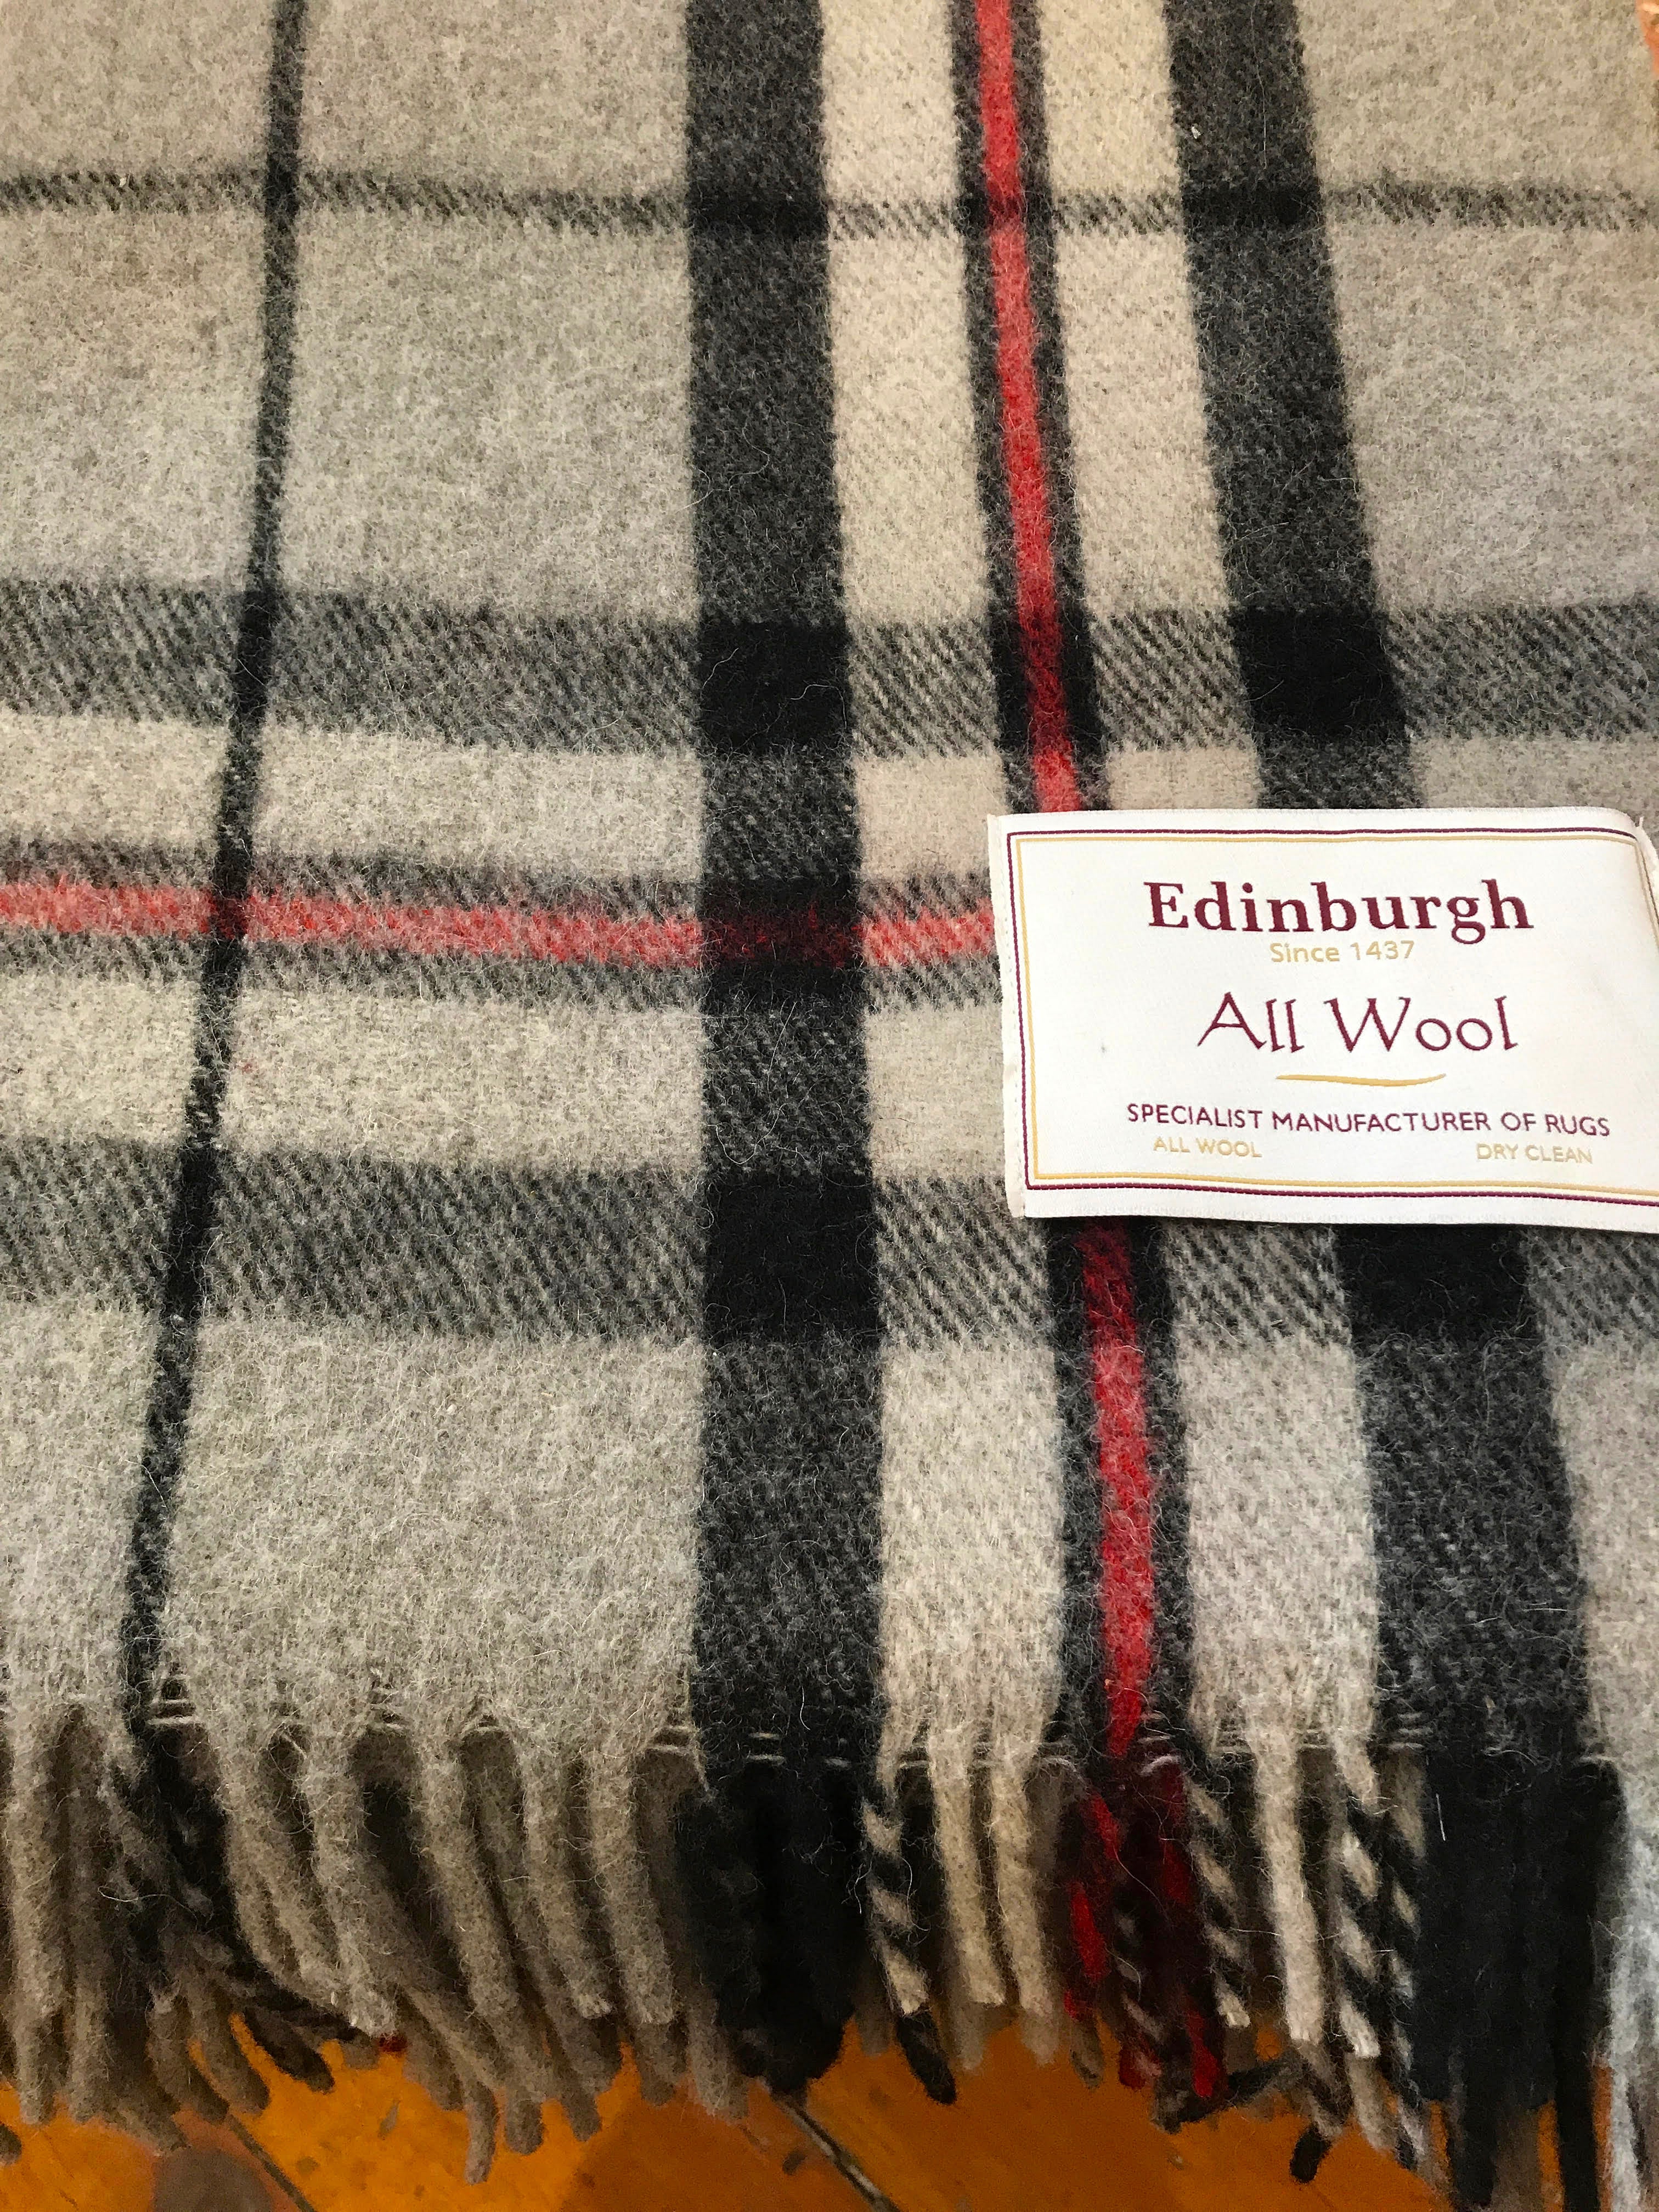 Edinburgh
Since 1437
All Wool
SPECIALIST MANUFACTURER OF RUGS
ALL WOOL DRY CLEAN